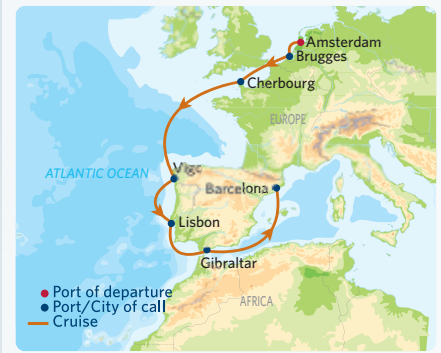 Amsterdam
Brugges
Cherbourg
EUROPE
ATLANTIC OCEAN
Vigo
Barcelona
Lisbon
Gibraltar
Port of departure
Port/City of call
Cruise
AFRICA